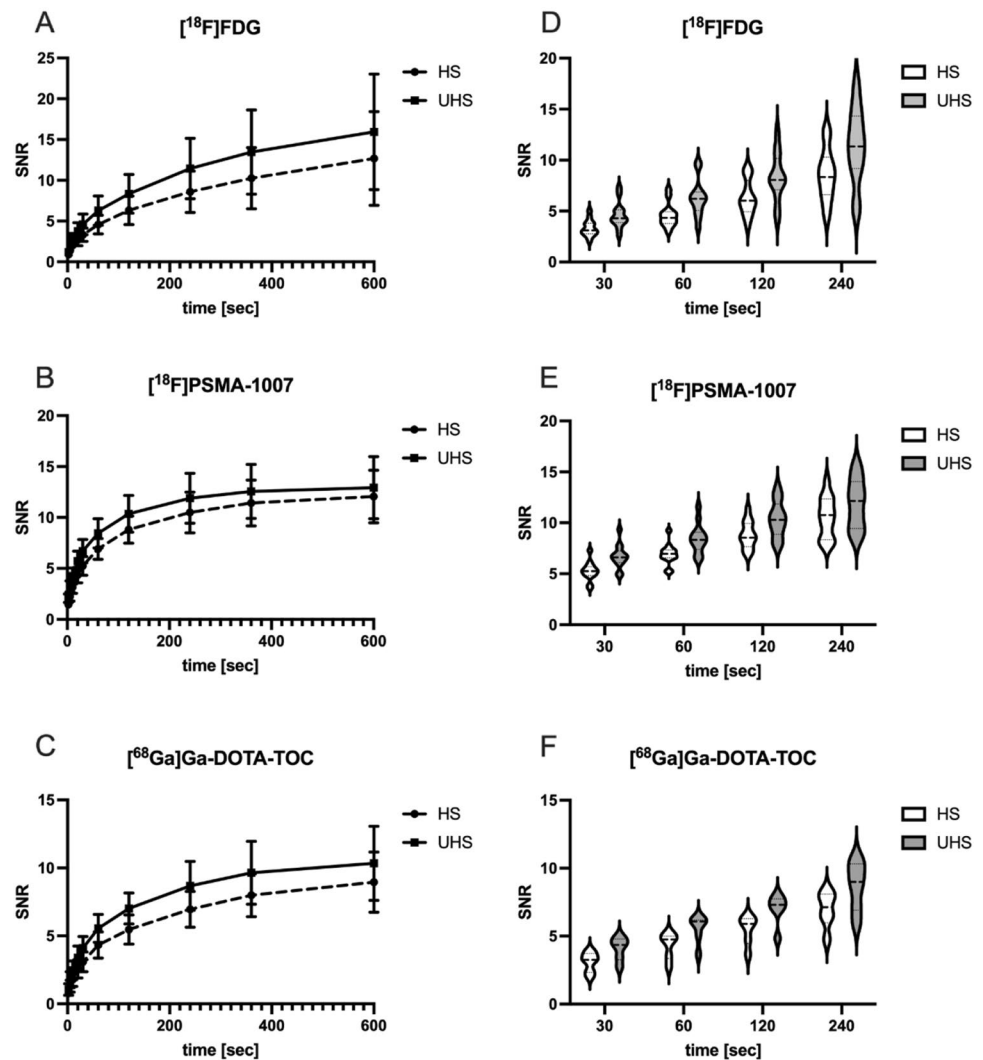 A
[¹⁸F]FDG
25
20
15
10
5
0
SNR
0 200 400 600
time [sec]
HS
UHS
D
[¹⁸F]FDG
20
15
10
5
0
SNR
30 60 120 240
time [sec]
HS
UHS
B
[¹⁸F]PSMA-1007
20
15
10
5
0
SNR
0 200 400 600
time [sec]
HS
UHS
E
[¹⁸F]PSMA-1007
20
15
10
5
0
SNR
30 60 120 240
time [sec]
HS
UHS
C
[⁶⁸Ga]Ga-DOTA-TOC
15
10
5
0
SNR
0 200 400 600
time [sec]
HS
UHS
F
[⁶⁸Ga]Ga-DOTA-TOC
15
10
5
0
SNR
30 60 120 240
time [sec]
HS
UHS